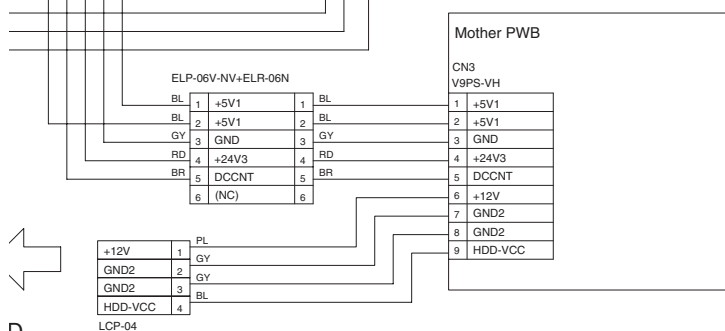 Mother PWB
CN3
V9PS-VH
1 +5V1
2 +5V1
3 GND
4 +24V3
5 DCCNT
6 +12V
7 GND2
8 GND2
9 HDD-VCC
ELP-06V-NV+ELR-06N
BL 1 +5V1 1 BL
BL 2 +5V1 2 BL
GY 3 GND 3 GY
RD 4 +24V3 4 RD
BR 5 DCCNT 5 BR
6 (NC) 6
+12V 1 PL
GND2 2 GY
GND2 3 GY
HDD-VCC 4 BL
LCP-04